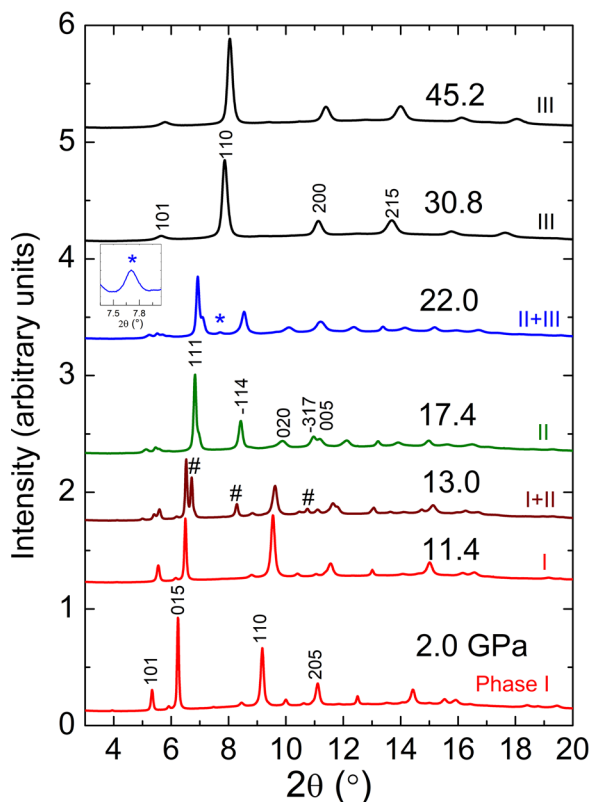 6
45.2
III
5
110
101
200
215
30.8
III
4
*
7.5 7.8
2θ (°)
*
22.0
II+III
3
111
-114
020
-317
005
17.4
II
2
#
#
#
13.0
I+II
11.4
I
1
101
015
110
205
2.0 GPa
Phase I
0
4 6 8 10 12 14 16 18 20
2θ (°)
Intensity (arbitrary units)